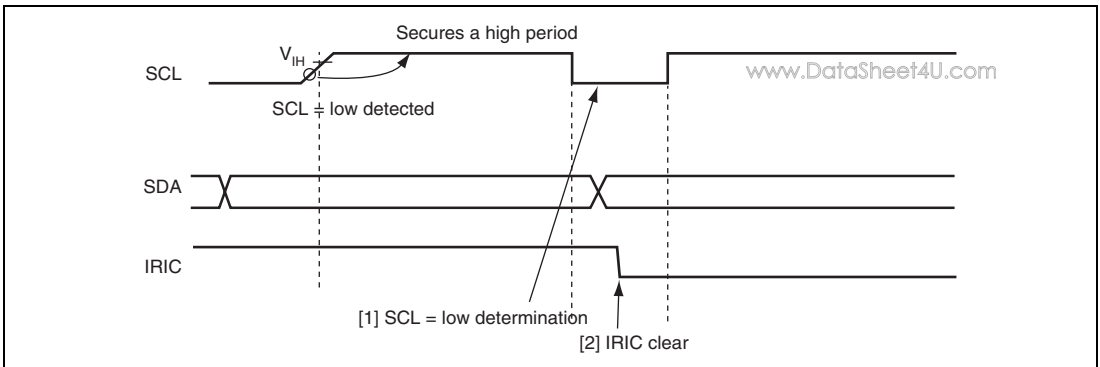 Secures a high period
V_IH
SCL
www.DataSheet4U.com
SCL = low detected
SDA
IRIC
[1] SCL = low determination
[2] IRIC clear